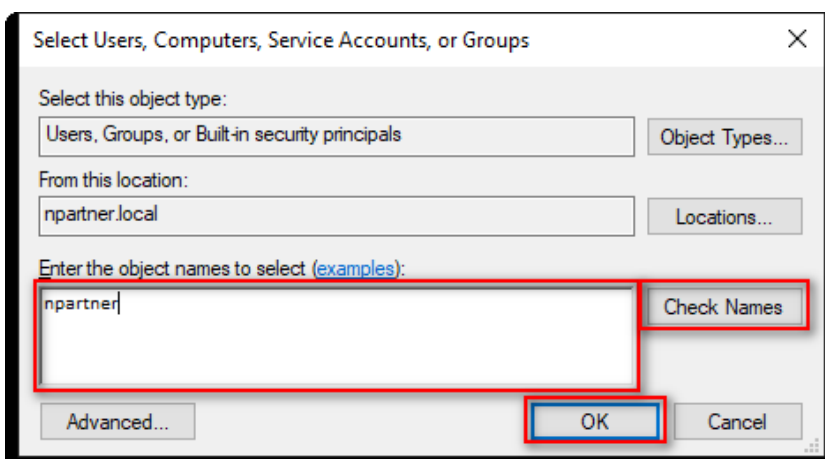 Select Users, Computers, Service Accounts, or Groups
Select this object type:
Users, Groups, or Built-in security principals
Object Types...
From this location:
npartner.local
Locations...
Enter the object names to select (examples):
npartner
Check Names
Advanced...
OK
Cancel